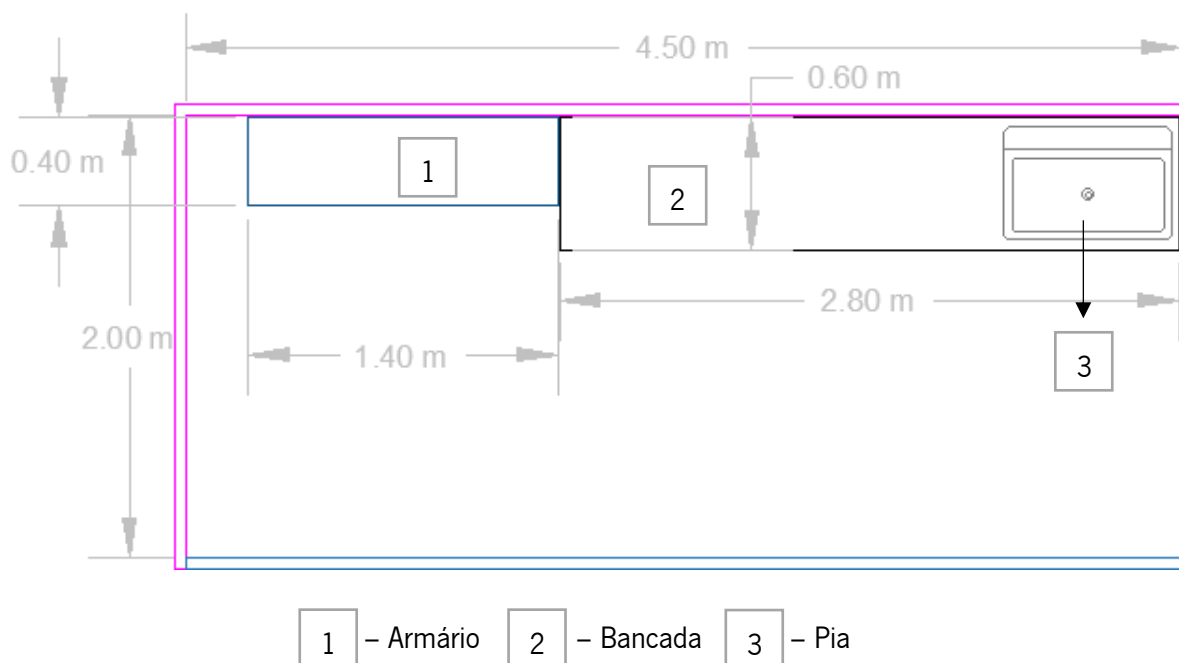 4.50 m
0.60 m
0.40 m
1
2
2.80 m
2.00 m
1.40 m
3
1 – Armário 2 – Bancada 3 – Pia